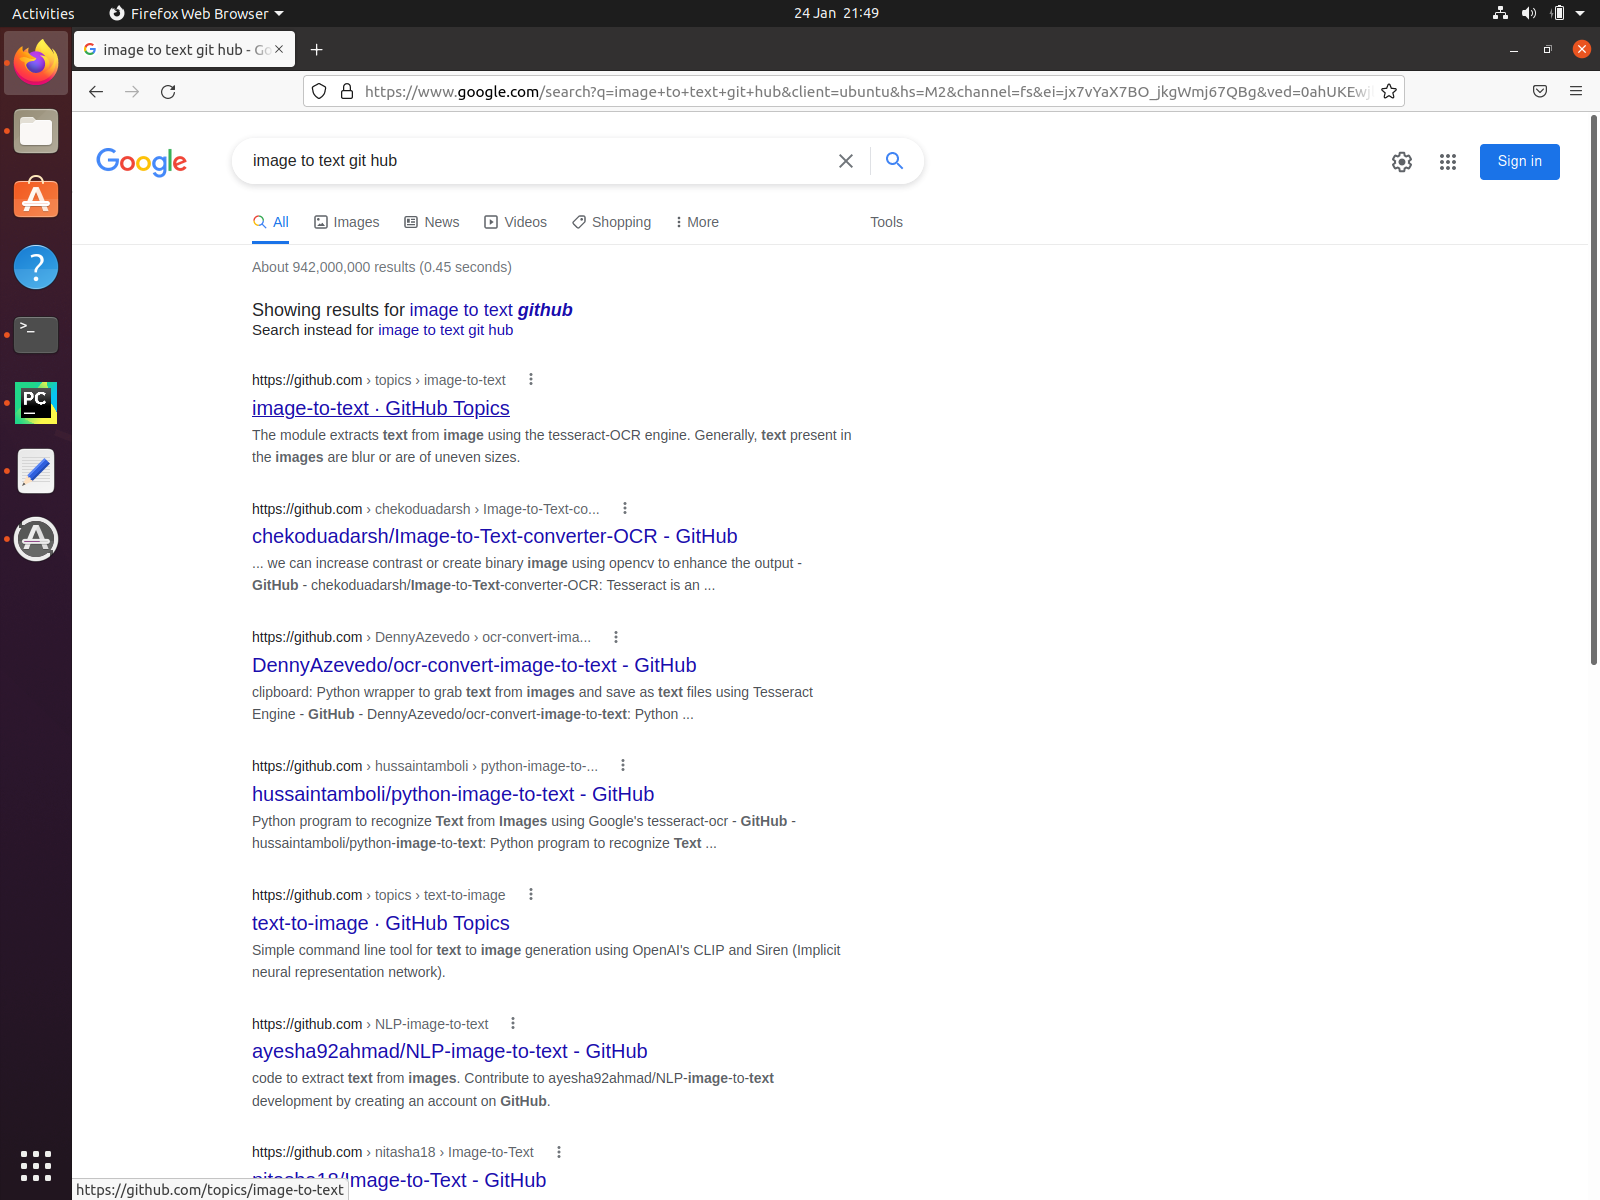 Activities
Firefox Web Browser
24 Jan 21:49
image to text git hub - Go
https://www.google.com/search?q=image+to+text+git+hub&client=ubuntu&hs=M2&channel=fs&ei=jx7vYaX7BO_jkgWmj67QBg&ved=0ahUKEwj
Google
image to text git hub
Sign in
All
Images
News
Videos
Shopping
More
Tools
About 942,000,000 results (0.45 seconds)
Showing results for image to text github
Search instead for image to text git hub
https://github.com › topics › image-to-text
image-to-text · GitHub Topics
The module extracts text from image using the tesseract-OCR engine. Generally, text present in
the images are blur or are of uneven sizes.
https://github.com › chekoduadarsh › Image-to-Text-co...
chekoduadarsh/Image-to-Text-converter-OCR - GitHub
... we can increase contrast or create binary image using opencv to enhance the output -
GitHub - chekoduadarsh/Image-to-Text-converter-OCR: Tesseract is an ...
https://github.com › DennyAzevedo › ocr-convert-ima...
DennyAzevedo/ocr-convert-image-to-text - GitHub
clipboard: Python wrapper to grab text from images and save as text files using Tesseract
Engine - GitHub - DennyAzevedo/ocr-convert-image-to-text: Python ...
https://github.com › hussaintamboli › python-image-to-...
hussaintamboli/python-image-to-text - GitHub
Python program to recognize Text from Images using Google's tesseract-ocr - GitHub -
hussaintamboli/python-image-to-text: Python program to recognize Text ...
https://github.com › topics › text-to-image
text-to-image · GitHub Topics
Simple command line tool for text to image generation using OpenAI's CLIP and Siren (Implicit
neural representation network).
https://github.com › NLP-image-to-text
ayesha92ahmad/NLP-image-to-text - GitHub
code to extract text from images. Contribute to ayesha92ahmad/NLP-image-to-text
development by creating an account on GitHub.
https://github.com › nitasha18 › Image-to-Text
nitasha18/Image-to-Text - GitHub
https://github.com/topics/image-to-text
PC